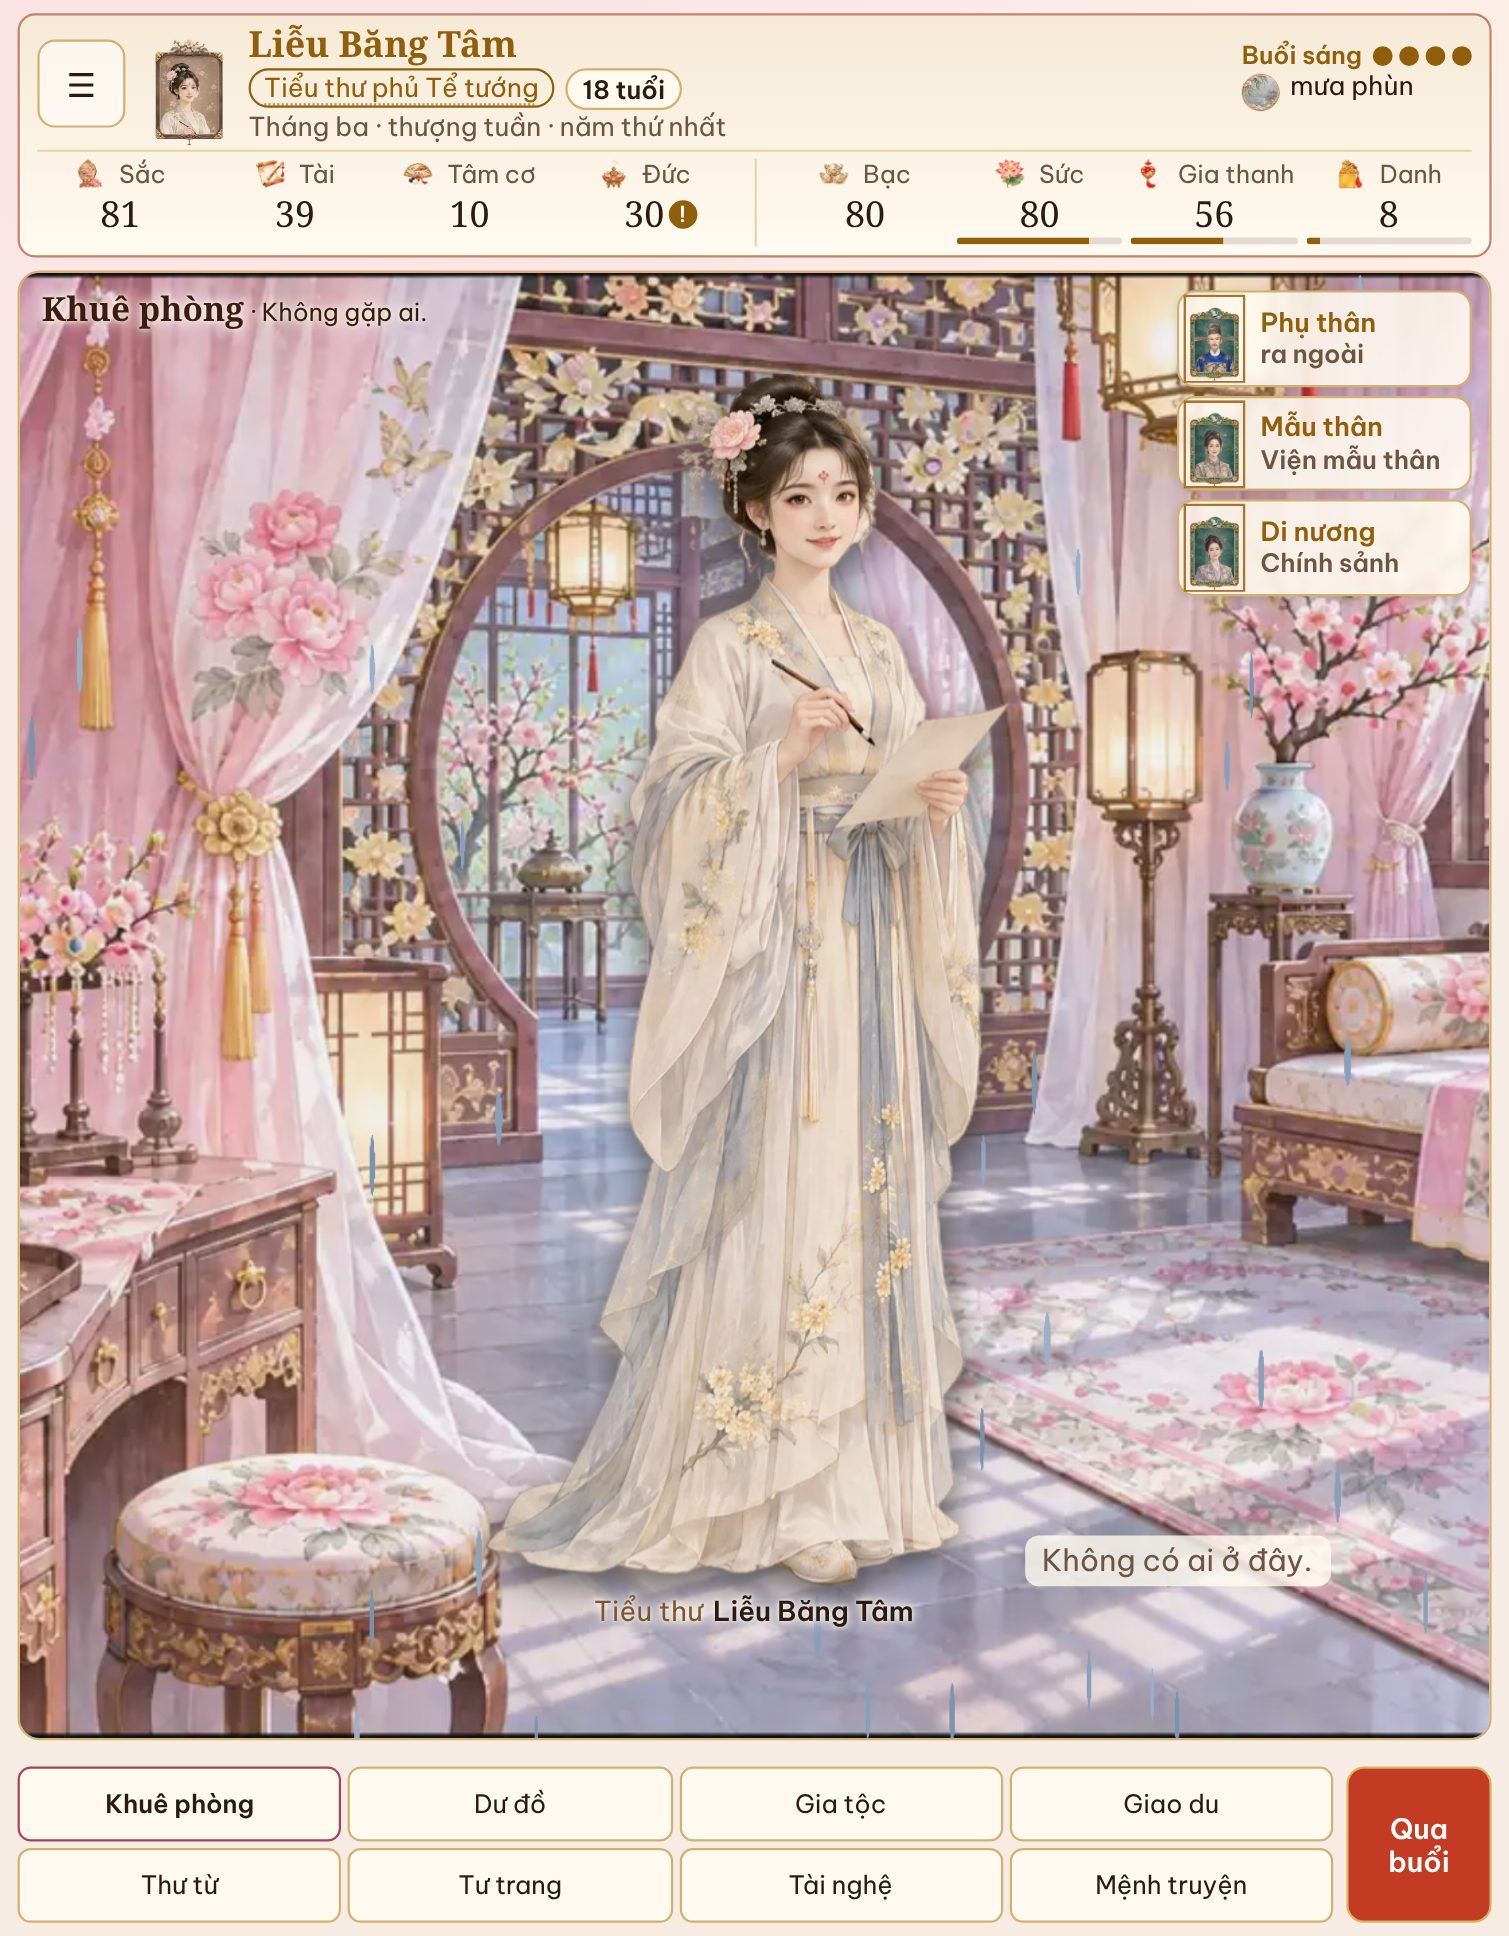 ☰
Liễu Băng Tâm
Tiểu thư phủ Tể tướng
18 tuổi
Tháng ba · thượng tuần · năm thứ nhất
Buổi sáng
mưa phùn
Sắc
81
Tài
39
Tâm cơ
10
Đức
30 !
Bạc
80
Sức
80
Gia thanh
56
Danh
8
Khuê phòng · Không gặp ai.
Phụ thân
ra ngoài
Mẫu thân
Viện mẫu thân
Di nương
Chính sảnh
Không có ai ở đây.
Tiểu thư Liễu Băng Tâm
Khuê phòng
Dư đồ
Gia tộc
Giao du
Thư từ
Tư trang
Tài nghệ
Mệnh truyện
Qua
buổi